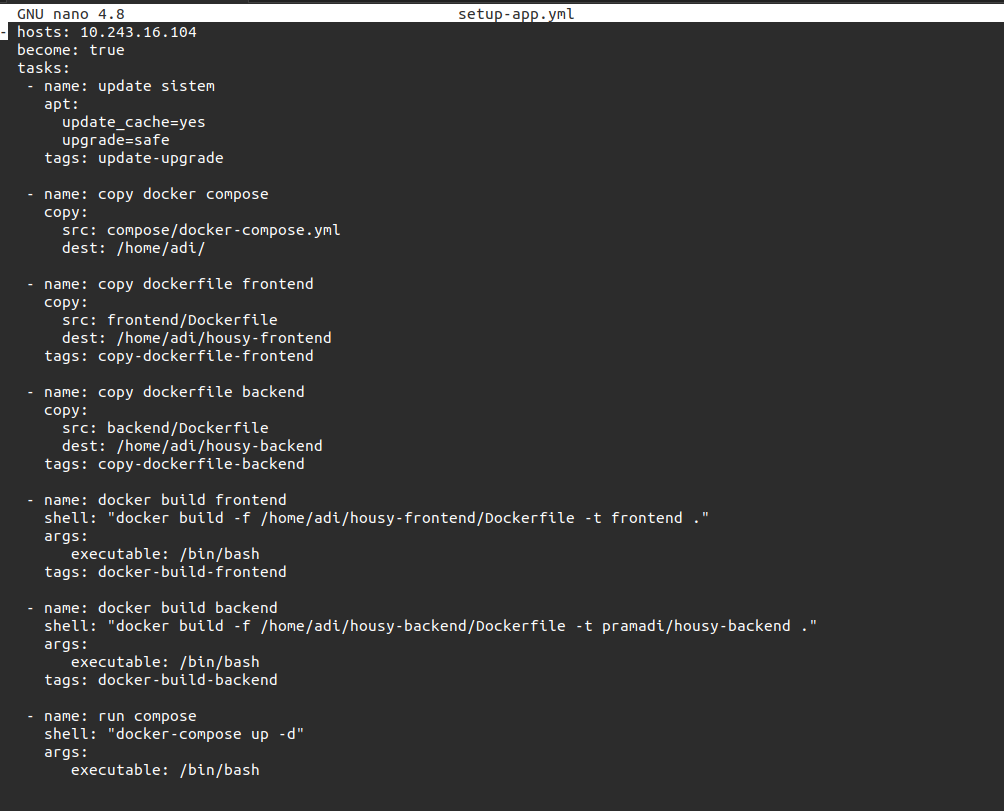 GNU nano 4.8 setup-app.yml
- hosts: 10.243.16.104
  become: true
  tasks:
   - name: update sistem
     apt:
       update_cache=yes
       upgrade=safe
     tags: update-upgrade

   - name: copy docker compose
     copy:
       src: compose/docker-compose.yml
       dest: /home/adi/

   - name: copy dockerfile frontend
     copy:
       src: frontend/Dockerfile
       dest: /home/adi/housy-frontend
     tags: copy-dockerfile-frontend

   - name: copy dockerfile backend
     copy:
       src: backend/Dockerfile
       dest: /home/adi/housy-backend
     tags: copy-dockerfile-backend

   - name: docker build frontend
     shell: "docker build -f /home/adi/housy-frontend/Dockerfile -t frontend ."
     args:
        executable: /bin/bash
     tags: docker-build-frontend

   - name: docker build backend
     shell: "docker build -f /home/adi/housy-backend/Dockerfile -t pramadi/housy-backend ."
     args:
        executable: /bin/bash
     tags: docker-build-backend

   - name: run compose
     shell: "docker-compose up -d"
     args:
        executable: /bin/bash